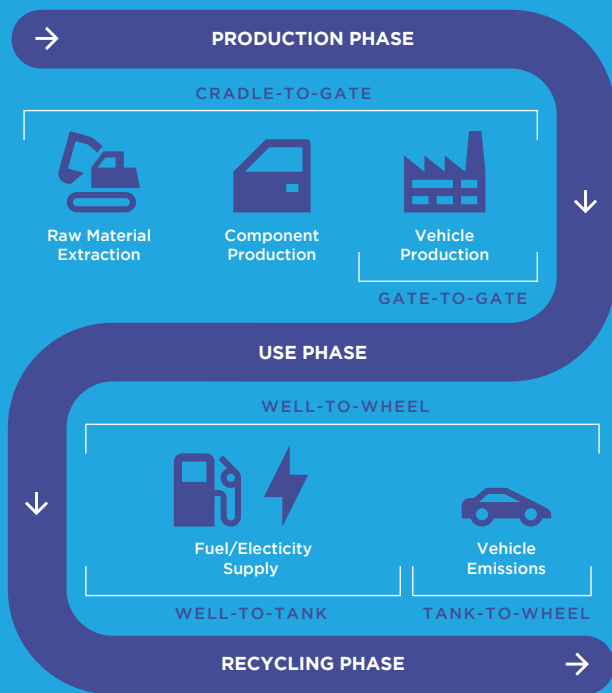 PRODUCTION PHASE
CRADLE-TO-GATE
Raw Material
Extraction
Component
Production
Vehicle
Production
GATE-TO-GATE
USE PHASE
WELL-TO-WHEEL
Fuel/Electicity
Supply
Vehicle
Emissions
WELL-TO-TANK
TANK-TO-WHEEL
RECYCLING PHASE